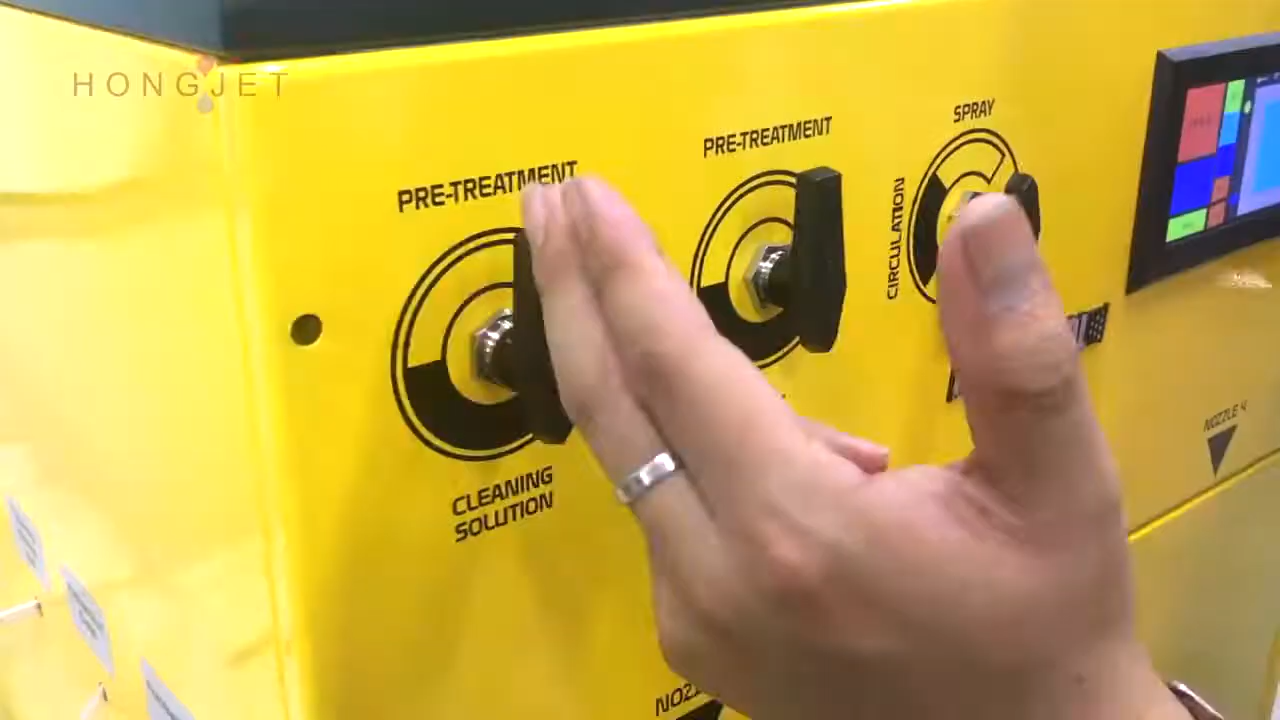 HONGJET
PRE-TREATMENT
PRE-TREATMENT
SPRAY
CIRCULATION
CLEANING
SOLUTION
NOZZLE 4